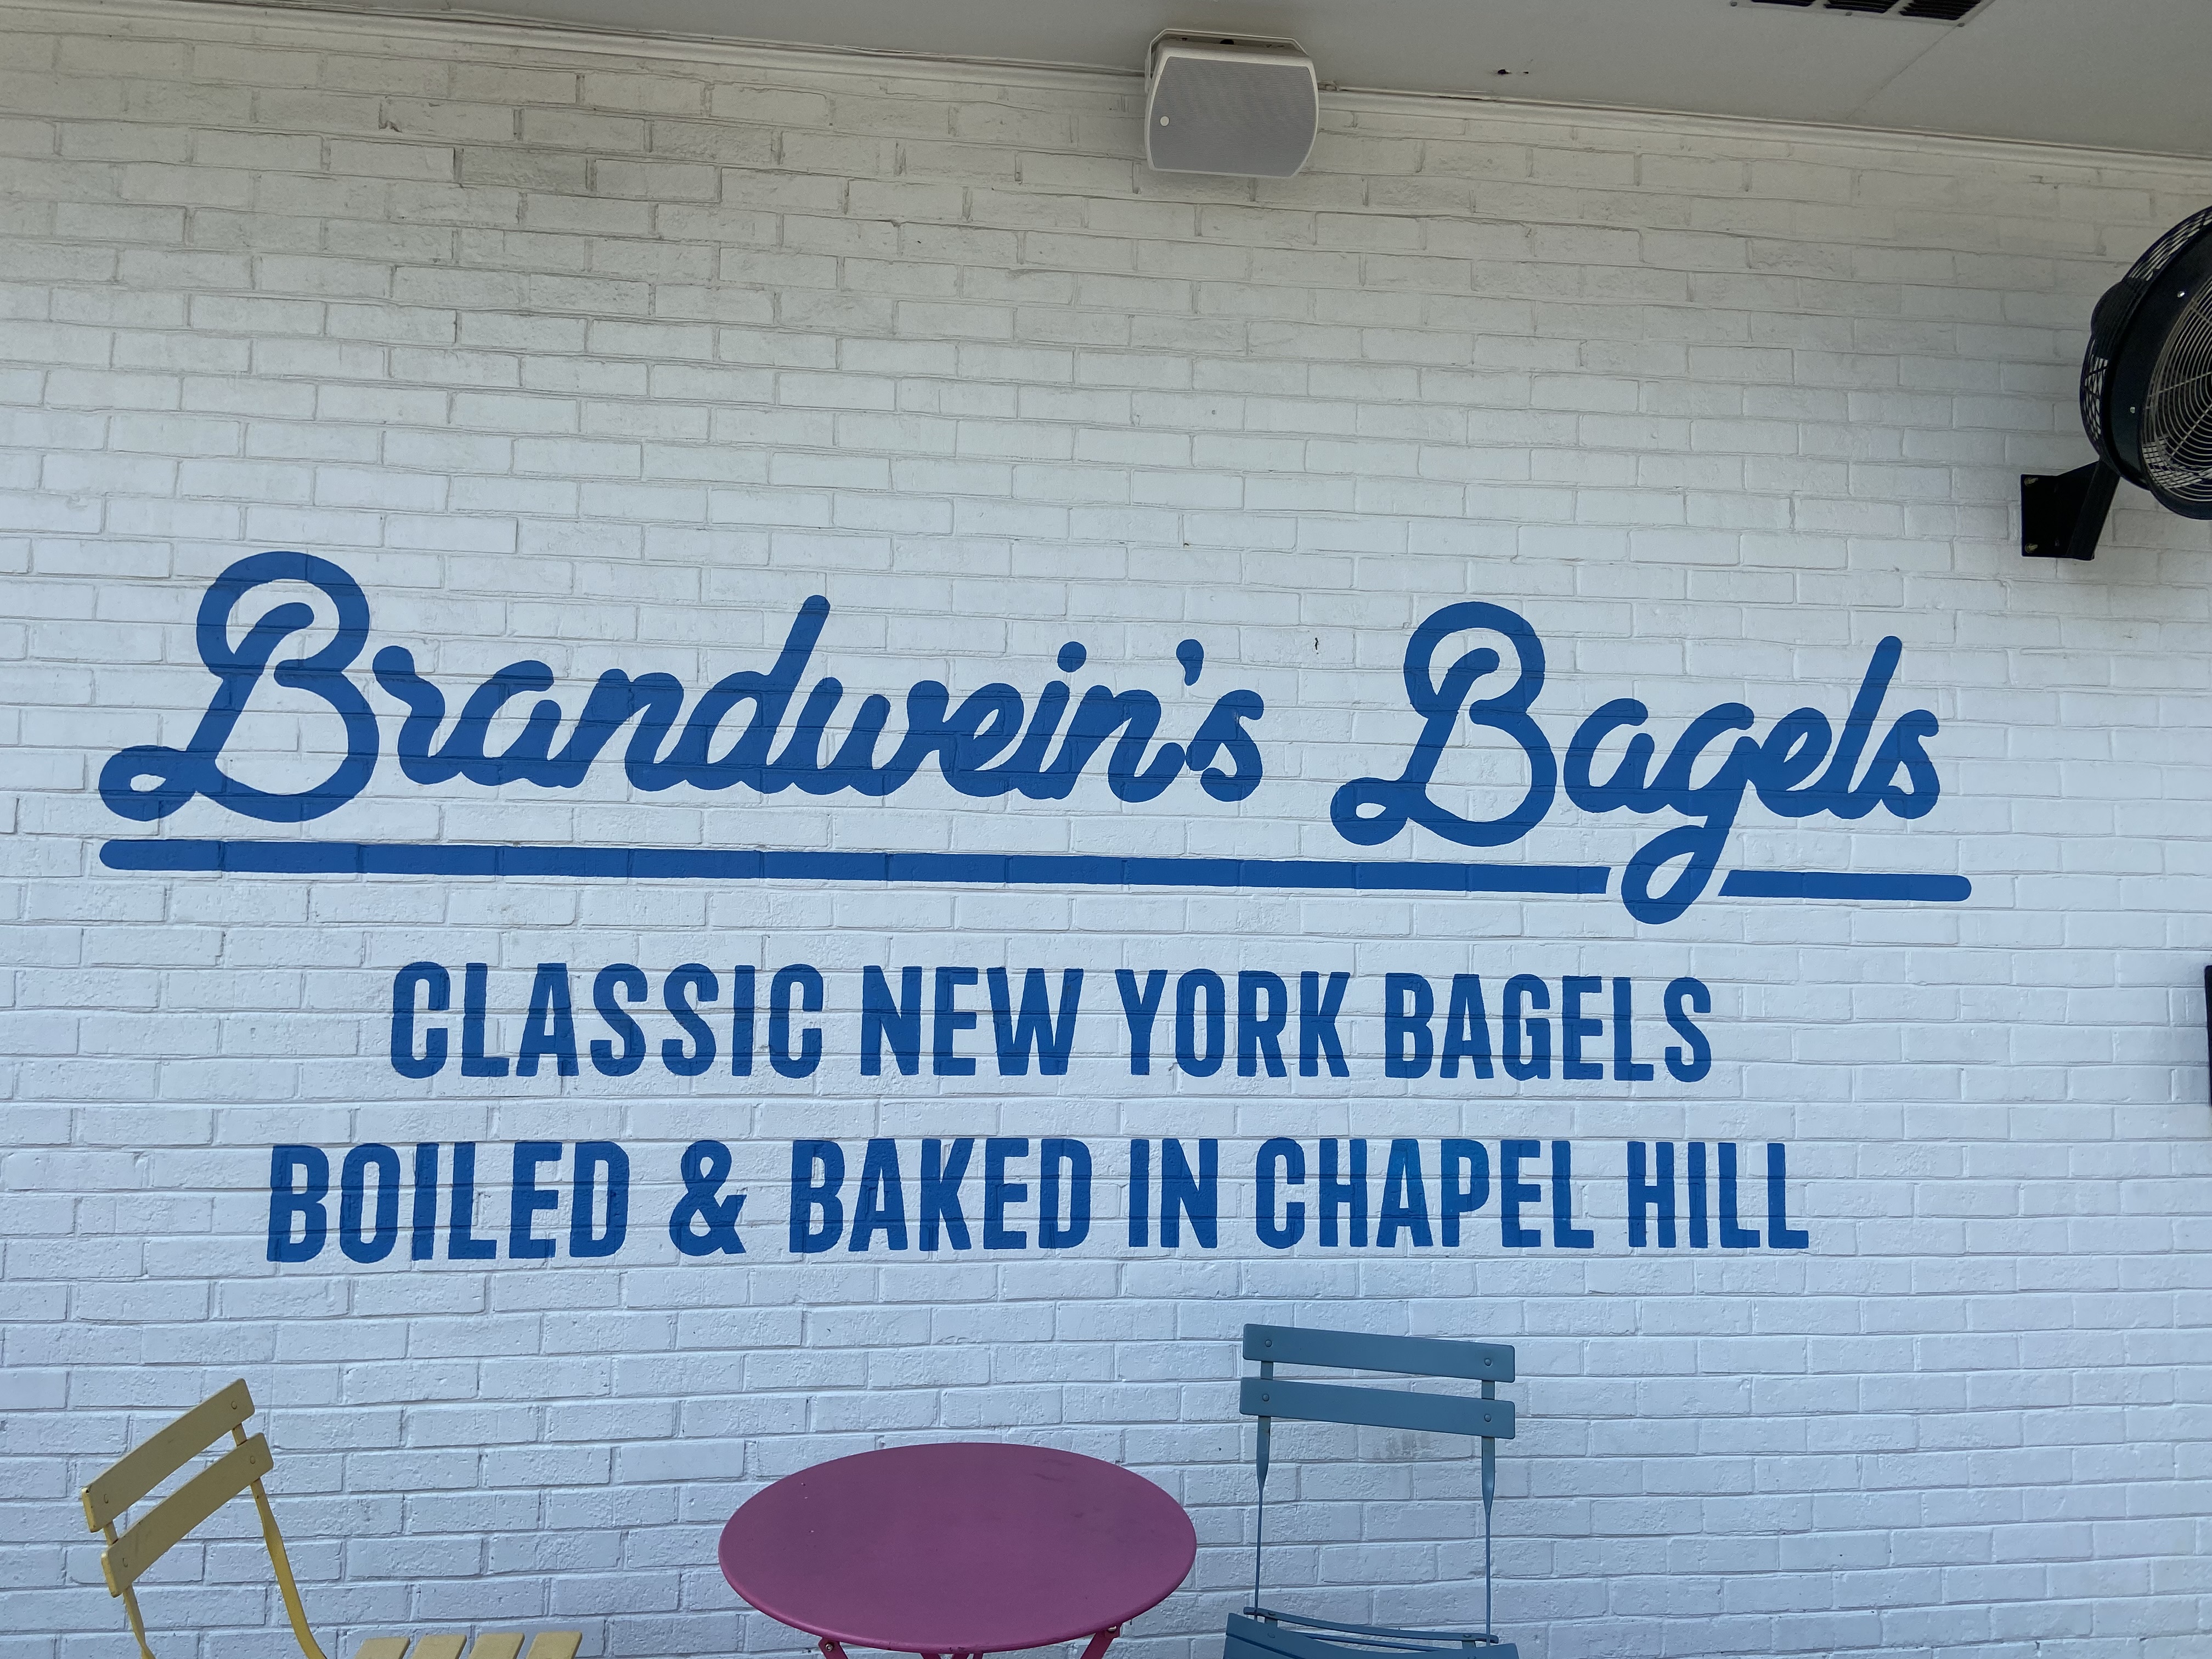 Brandwein's Bagels
CLASSIC NEW YORK BAGELS
BOILED & BAKED IN CHAPEL HILL